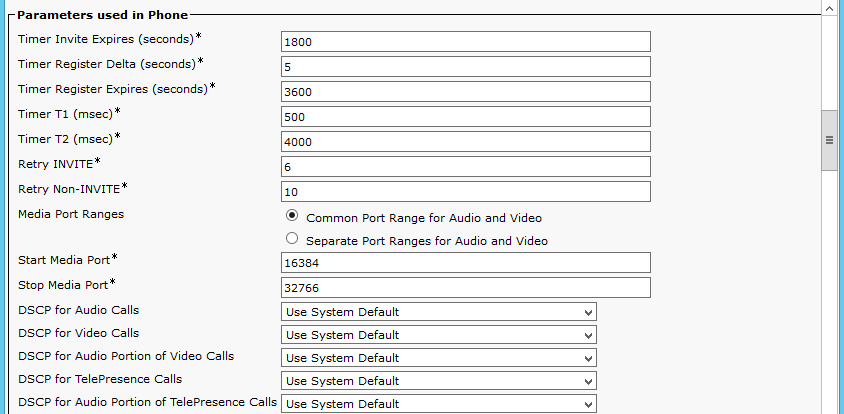 Parameters used in Phone
Timer Invite Expires (seconds)* 1800
Timer Register Delta (seconds)* 5
Timer Register Expires (seconds)* 3600
Timer T1 (msec)* 500
Timer T2 (msec)* 4000
Retry INVITE* 6
Retry Non-INVITE* 10
Media Port Ranges Common Port Range for Audio and Video
Separate Port Ranges for Audio and Video
Start Media Port* 16384
Stop Media Port* 32766
DSCP for Audio Calls Use System Default
DSCP for Video Calls Use System Default
DSCP for Audio Portion of Video Calls Use System Default
DSCP for TelePresence Calls Use System Default
DSCP for Audio Portion of TelePresence Calls Use System Default